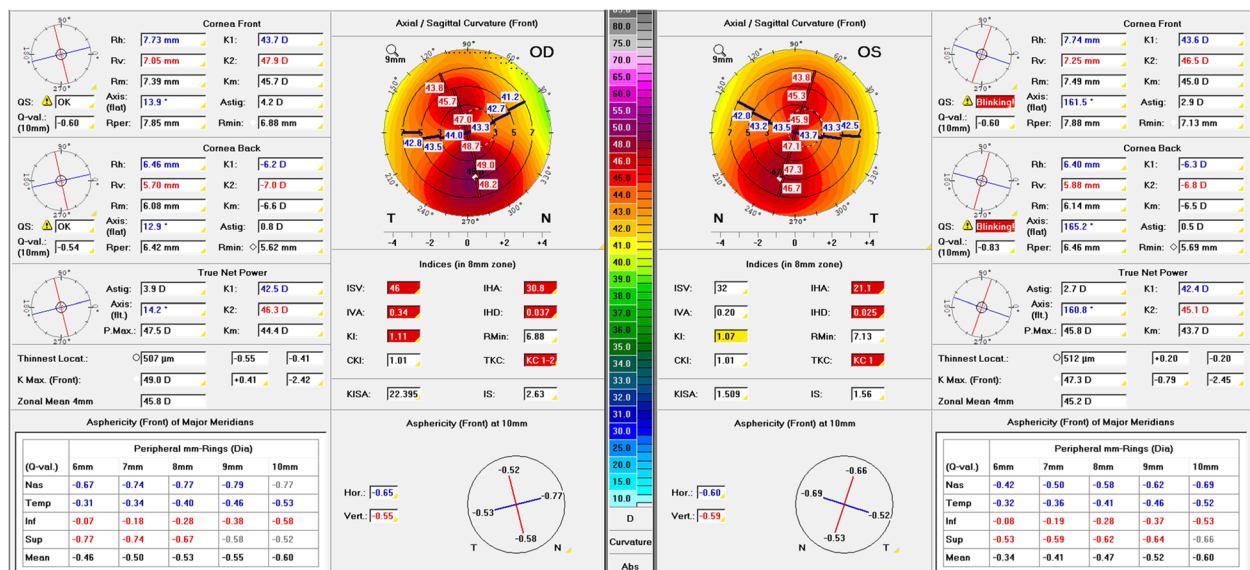 Cornea Front
Rh: 7.73 mm K1: 43.7 D
Rv: 7.05 mm K2: 47.9 D
Rm: 7.39 mm Km: 45.7 D
QS: OK Axis: (flat) 13.9 ° Astig: 4.2 D
Q-val. (10mm) -0.60 Rper: 7.85 mm Rmin: 6.88 mm
90°
270°
Cornea Back
Rh: 6.46 mm K1: -6.2 D
Rv: 5.70 mm K2: -7.0 D
Rm: 6.08 mm Km: -6.6 D
QS: OK Axis: (flat) 12.9 ° Astig: 0.8 D
Q-val.: (10mm) -0.54 Rper: 6.42 mm Rmin: 5.62 mm
90°
270°
True Net Power
Astig: 3.9 D K1: 42.5 D
Axis: (flt.) 14.2 ° K2: 46.3 D
P.Max.: 47.5 D Km: 44.4 D
90°
270°
Thinnest Locat.: 507 µm -0.55 -0.41
K Max. (Front): 49.0 D +0.41 -2.42
Zonal Mean 4mm 45.8 D
Asphericity (Front) of Major Meridians
Peripheral mm-Rings (Dia)
(Q-val.) 6mm 7mm 8mm 9mm 10mm
Nas -0.67 -0.74 -0.77 -0.79 -0.77
Temp -0.31 -0.34 -0.40 -0.46 -0.53
Inf -0.07 -0.18 -0.28 -0.38 -0.58
Sup -0.77 -0.74 -0.67 -0.58 -0.52
Mean -0.46 -0.50 -0.53 -0.55 -0.60
Axial / Sagittal Curvature (Front)
9mm
OD
90°
43.8
45.7
41.2
42.7
47.0
43.3
7 5 44.0 5 7
42.8 43.5
48.7
49.0
48.2
210° 240° 270° 300° 330°
T N
-4 -2 0 +2 +4
Indices (in 8mm zone)
ISV: 46 IHA: 30.8
IVA: 0.34 IHD: 0.037
KI: 1.11 RMin: 6.88
CKI: 1.01 TKC: KC 1-2
KISA: 22.395 IS: 2.63
Asphericity (Front) at 10mm
Hor.: -0.65
Vert.: -0.55
-0.52
-0.77
-0.53
-0.58
T N
80.0
75.0
70.0
65.0
60.0
55.0
50.0
48.0
46.0
45.0
44.0
43.0
42.0
41.0
40.0
39.0
38.0
37.0
36.0
35.0
34.0
33.0
32.0
31.0
30.0
25.0
20.0
15.0
10.0
D
Curvature
Abs
Axial / Sagittal Curvature (Front)
9mm
OS
90°
43.8
45.3
42.0 45.9
43.2 43.5 43.7 43.3 42.5
47.1
47.3
46.7
210° 240° 270° 300° 330°
N T
-4 -2 0 +2 +4
Indices (in 8mm zone)
ISV: 32 IHA: 21.1
IVA: 0.20 IHD: 0.025
KI: 1.07 RMin: 7.13
CKI: 1.01 TKC: KC 1
KISA: 1.509 IS: 1.56
Asphericity (Front) at 10mm
Hor.: -0.60
Vert.: -0.59
-0.66
-0.69
-0.52
-0.53
N T
Cornea Front
Rh: 7.74 mm K1: 43.6 D
Rv: 7.25 mm K2: 46.5 D
Rm: 7.49 mm Km: 45.0 D
QS: Blinking! Axis: (flat) 161.5 ° Astig: 2.9 D
Q-val.: (10mm) -0.60 Rper: 7.88 mm Rmin: 7.13 mm
90°
270°
Cornea Back
Rh: 6.40 mm K1: -6.3 D
Rv: 5.88 mm K2: -6.8 D
Rm: 6.14 mm Km: -6.5 D
QS: Blinking! Axis: (flat) 165.2 ° Astig: 0.5 D
Q-val.: (10mm) -0.83 Rper: 6.46 mm Rmin: 5.69 mm
90°
270°
True Net Power
Astig: 2.7 D K1: 42.4 D
Axis: (flt.) 160.8 ° K2: 45.1 D
P.Max.: 45.8 D Km: 43.7 D
90°
270°
Thinnest Locat.: 512 µm +0.20 -0.20
K Max. (Front): 47.3 D -0.79 -2.45
Zonal Mean 4mm 45.2 D
Asphericity (Front) of Major Meridians
Peripheral mm-Rings (Dia)
(Q-val.) 6mm 7mm 8mm 9mm 10mm
Nas -0.42 -0.50 -0.58 -0.62 -0.69
Temp -0.32 -0.36 -0.41 -0.46 -0.52
Inf -0.08 -0.19 -0.28 -0.37 -0.53
Sup -0.53 -0.59 -0.62 -0.64 -0.66
Mean -0.34 -0.41 -0.47 -0.52 -0.60